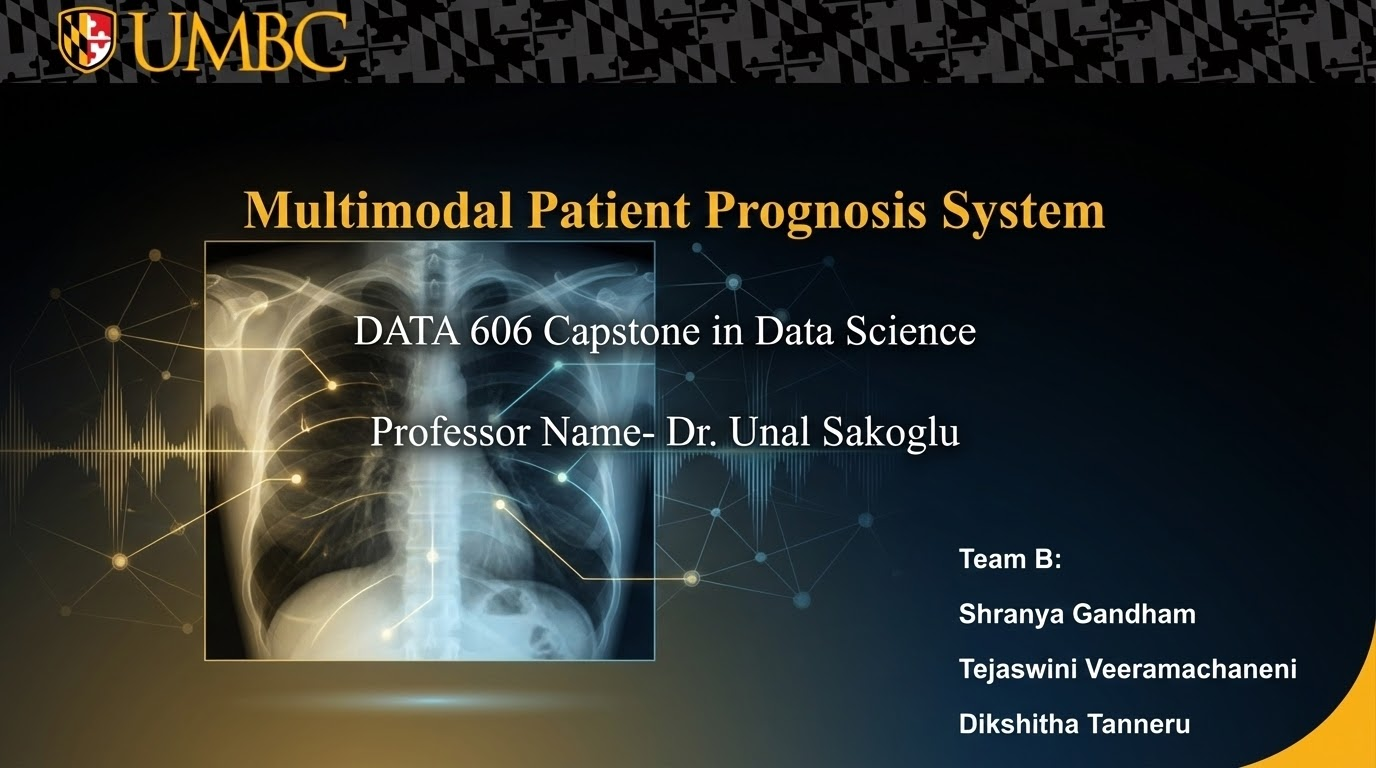 UMBC
Multimodal Patient Prognosis System
DATA 606 Capstone in Data Science
Professor Name- Dr. Unal Sakoglu
Team B:
Shranya Gandham
Tejaswini Veeramachaneni
Dikshitha Tanneru